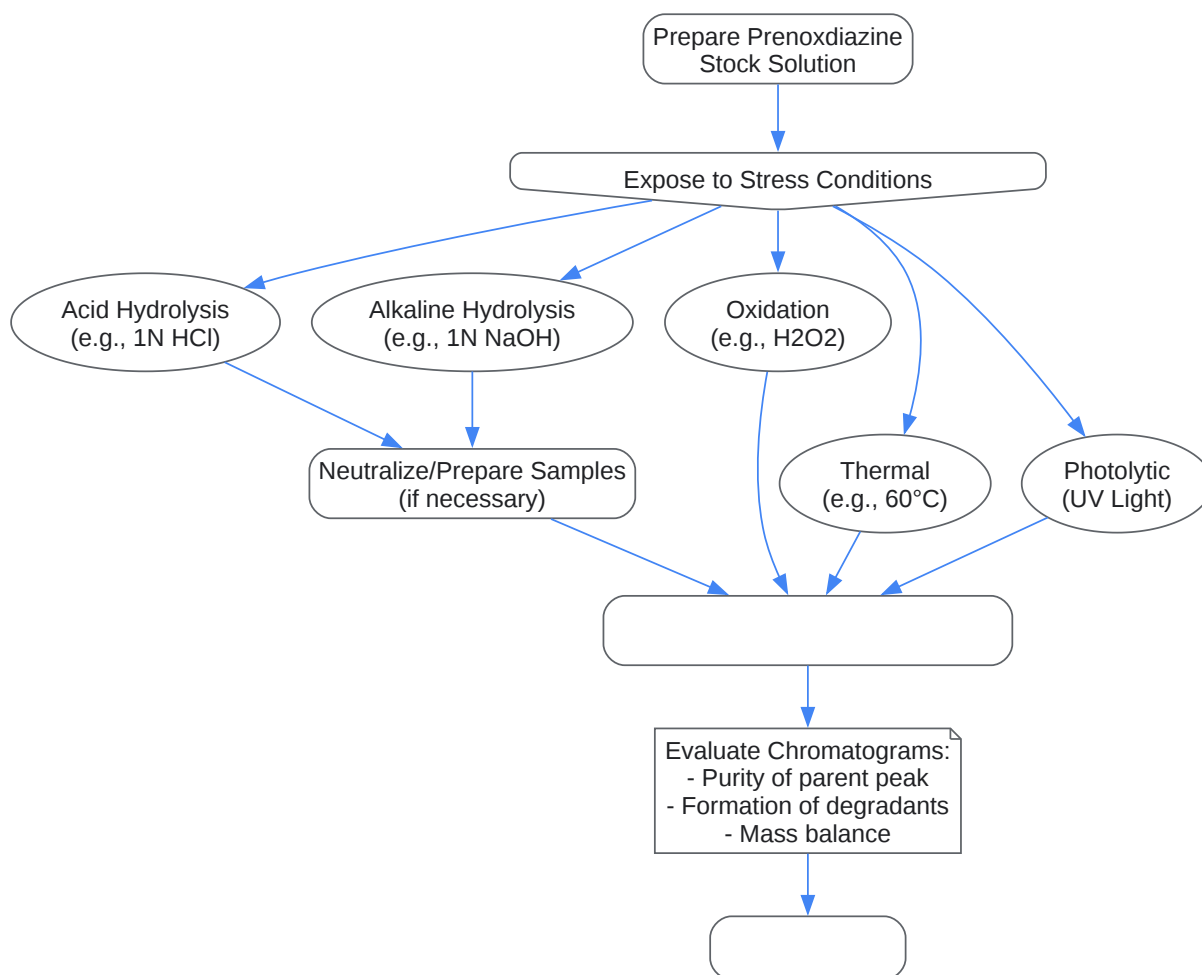 Prepare Prenoxdiazine
Stock Solution
Expose to Stress Conditions
Acid Hydrolysis
(e.g., 1N HCl)
Alkaline Hydrolysis
(e.g., 1N NaOH)
Oxidation
(e.g., H2O2)
Neutralize/Prepare Samples
(if necessary)
Thermal
(e.g., 60°C)
Photolytic
(UV Light)
Evaluate Chromatograms:
- Purity of parent peak
- Formation of degradants
- Mass balance